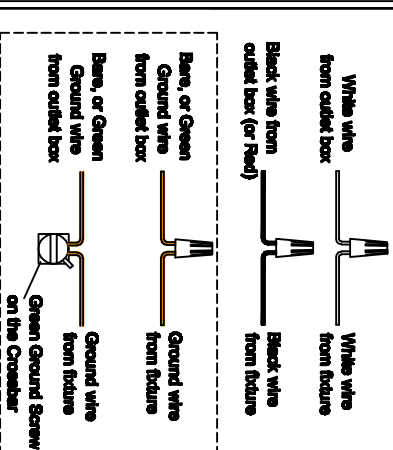 White wire
from outlet box
White wire
from fixture
Black wire from
outlet box (or Red)
Black wire
from fixture
Bare, or Green
Ground wire
from outlet box
Ground wire
from fixture
Bare, or Green
Ground wire
from outlet box
Ground wire
from fixture
Green Ground Screw
on the Crossbar